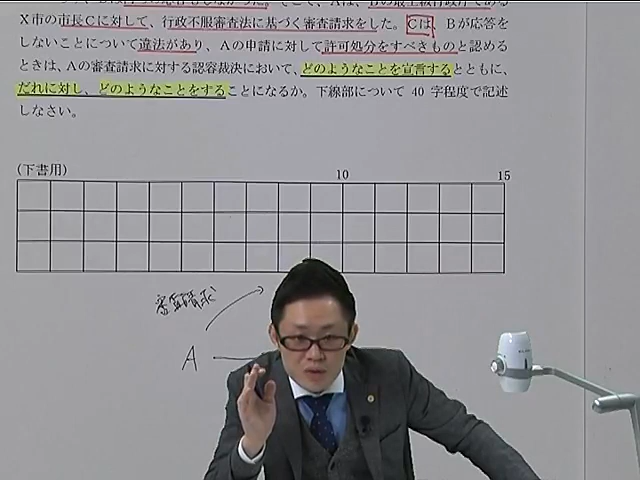 X市の市長Cに対して、行政不服審査法に基づく審査請求をした。Cは、Bが応答を
しないことについて違法があり、Aの申請に対して許可処分をすべきものと認める
ときは、Aの審査請求に対する認容裁決において、どのようなことを宣言するとともに、
だれに対し、どのようなことをすることになるか。下線部について 40 字程度で記述
しなさい。
(下書用)
10
15
審査請求
A